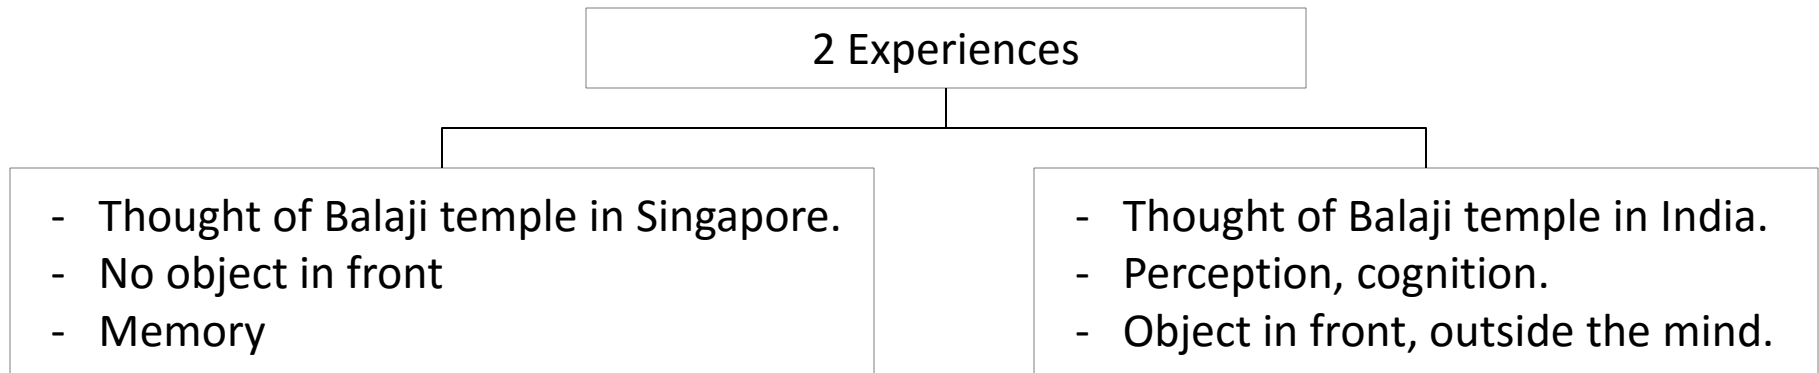 2 Experiences
- Thought of Balaji temple in Singapore.
- No object in front
- Memory
- Thought of Balaji temple in India.
- Perception, cognition.
- Object in front, outside the mind.